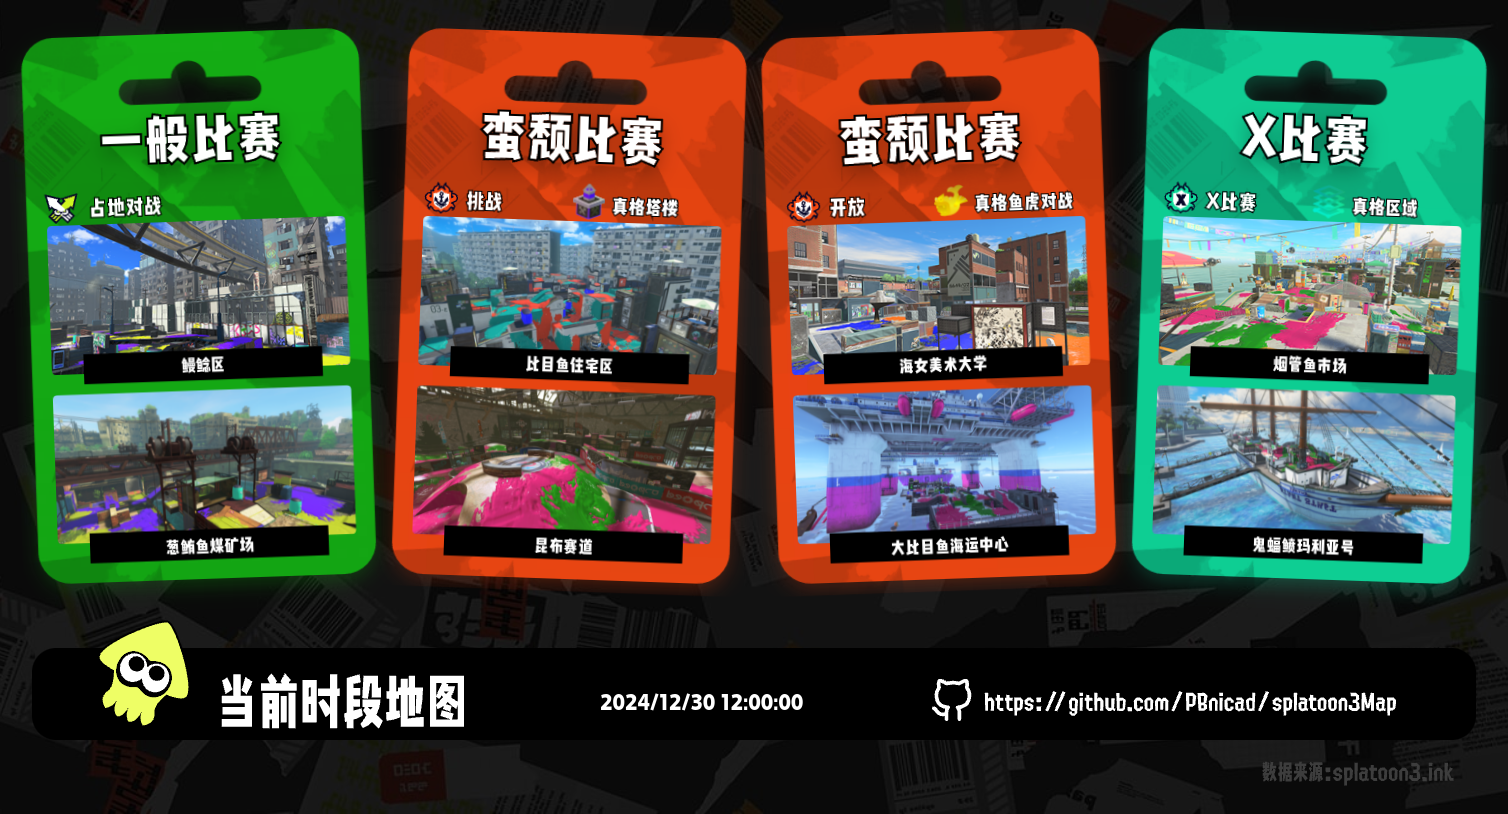 一般比赛
占地对战
鳗鲶区
葱鲔鱼煤矿场
蛮颓比赛
挑战
真格塔楼
比目鱼住宅区
昆布赛道
蛮颓比赛
开放
真格鱼虎对战
海女美术大学
大比目鱼海运中心
X比赛
X比赛
真格区域
烟管鱼市场
鬼蝠鲼玛利亚号
当前时段地图
2024/12/30 12:00:00
https://github.com/PBnicad/splatoon3Map
数据来源:splatoon3.ink